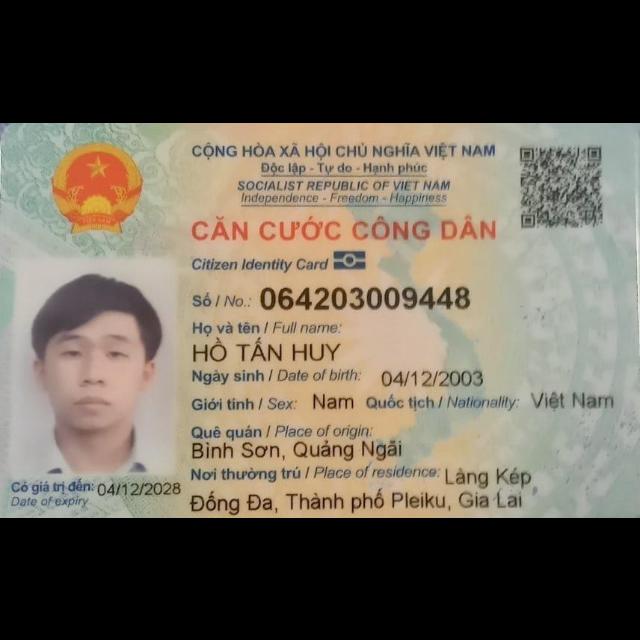 CỘNG HÒA XÃ HỘI CHỦ NGHĨA VIỆT NAM
Độc lập - Tự do - Hạnh phúc
SOCIALIST REPUBLIC OF VIET NAM
Independence - Freedom - Happiness
CĂN CƯỚC CÔNG DÂN
Citizen Identity Card
Số / No.: 064203009448
Họ và tên / Full name:
HỒ TẤN HUY
Ngày sinh / Date of birth: 04/12/2003
Giới tính / Sex: Nam Quốc tịch / Nationality: Việt Nam
Quê quán / Place of origin:
Bình Sơn, Quảng Ngãi
Nơi thường trú / Place of residence: Làng Kép
Đống Đa, Thành phố Pleiku, Gia Lai
Có giá trị đến: 04/12/2028
Date of expiry